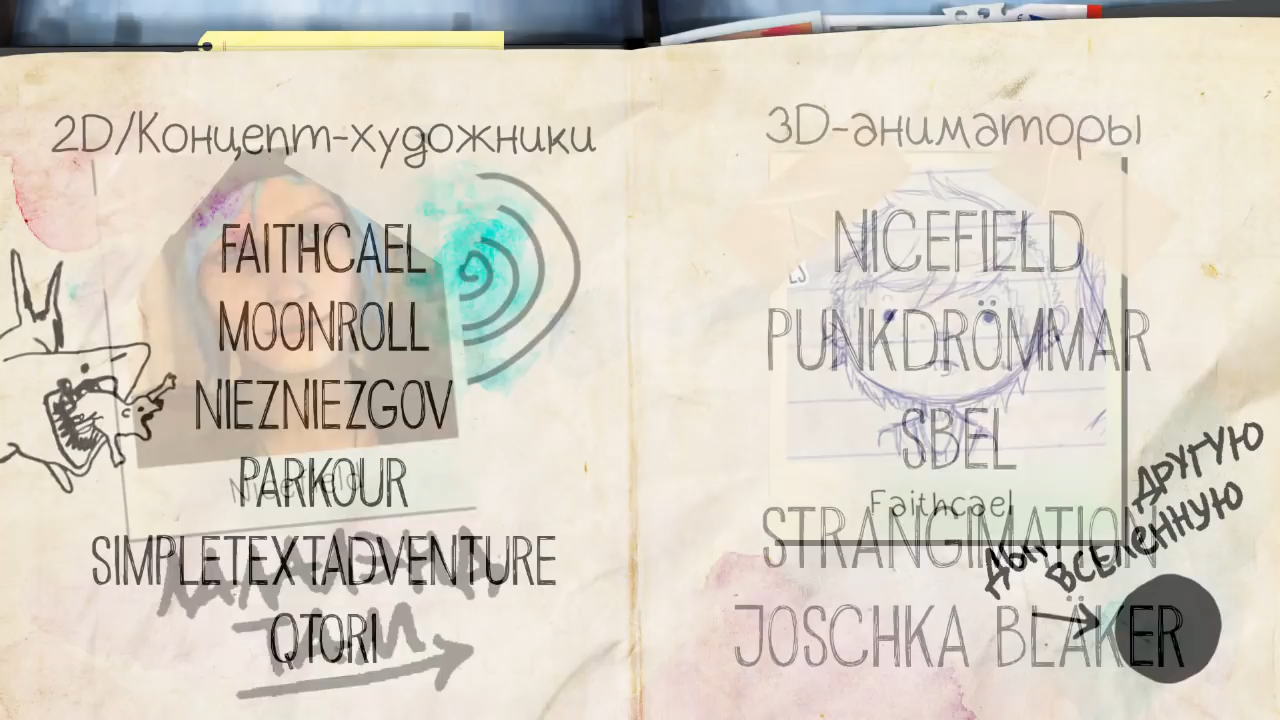 2D/Концепт-художники
FAITHCAEL
MOONROLL
NIEZNIEZGOV
PARKOUR
SIMPLETEXTADVENTURE
QTORI
3D-аниматоры
NICEFIELD
PUNKDRÖMMAR
SBEL
Faithcael
STRANGIMATION
JOSCHKA BLÄKER
ДРУГУЮ
ВСЕЛЕННУЮ